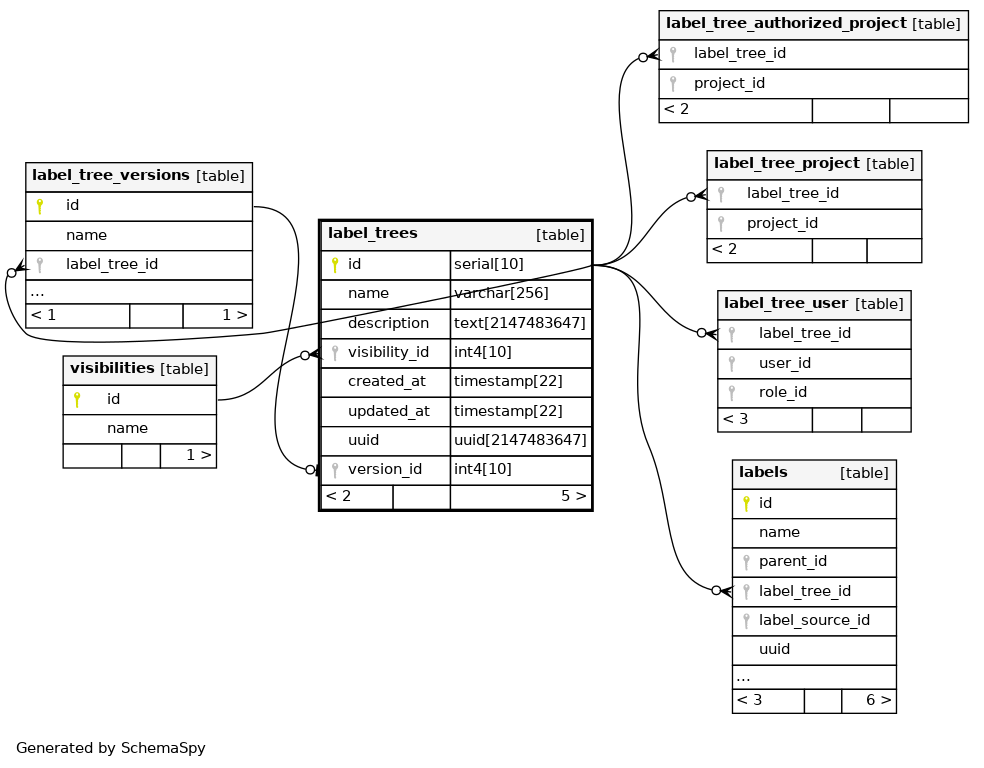 label_tree_authorized_project [table]
label_tree_id
project_id
< 2
label_tree_project [table]
label_tree_id
project_id
< 2
label_tree_versions [table]
id
name
label_tree_id
...
< 1 1 >
label_trees [table]
id serial[10]
name varchar[256]
description text[2147483647]
visibility_id int4[10]
created_at timestamp[22]
updated_at timestamp[22]
uuid uuid[2147483647]
version_id int4[10]
< 2 5 >
label_tree_user [table]
label_tree_id
user_id
role_id
< 3
visibilities [table]
id
name
1 >
labels [table]
id
name
parent_id
label_tree_id
label_source_id
uuid
...
< 3 6 >
Generated by SchemaSpy